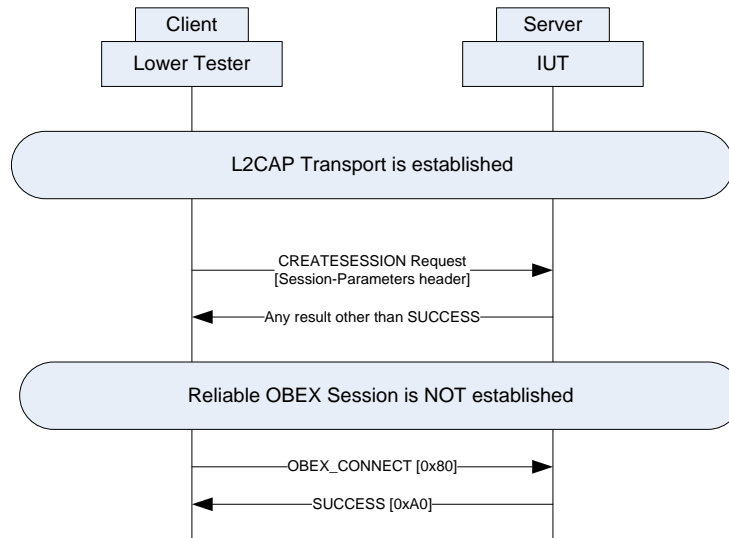 Client
Server
Lower Tester
IUT
L2CAP Transport is established
CREATESESSION Request
[Session-Parameters header]
Any result other than SUCCESS
Reliable OBEX Session is NOT established
OBEX_CONNECT [0x80]
SUCCESS [0xA0]